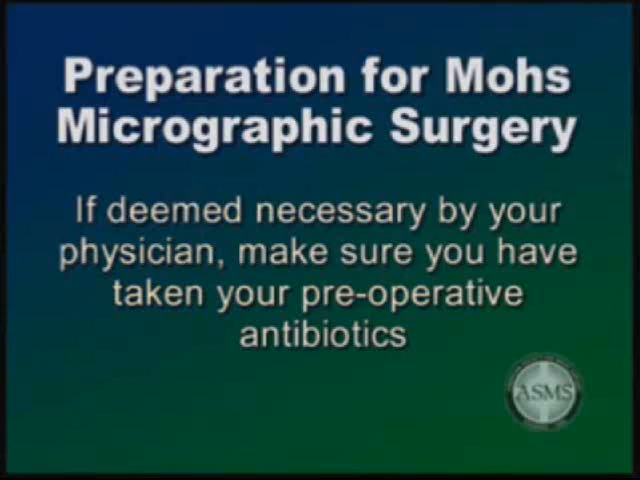 Preparation for Mohs
Micrographic Surgery
If deemed necessary by your
physician, make sure you have
taken your pre-operative
antibiotics
ASMS